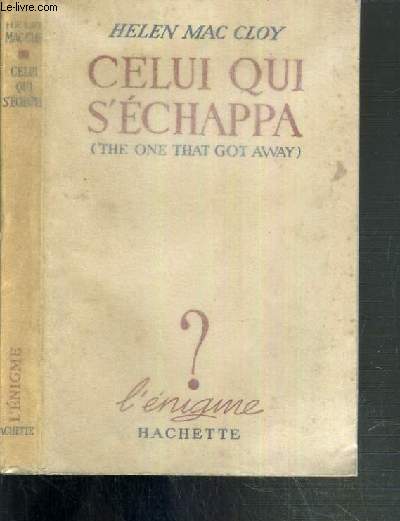 Le-livre.com
HELEN MAC CLOY
CELUI QUI
S'ÉCHAPPA
(THE ONE THAT GOT AWAY)
?
l'énigme
HACHETTE
MAC CLOY
CELUI
QUI
S'ÉCHAPPA
L'ÉNIGME
HACHETTE